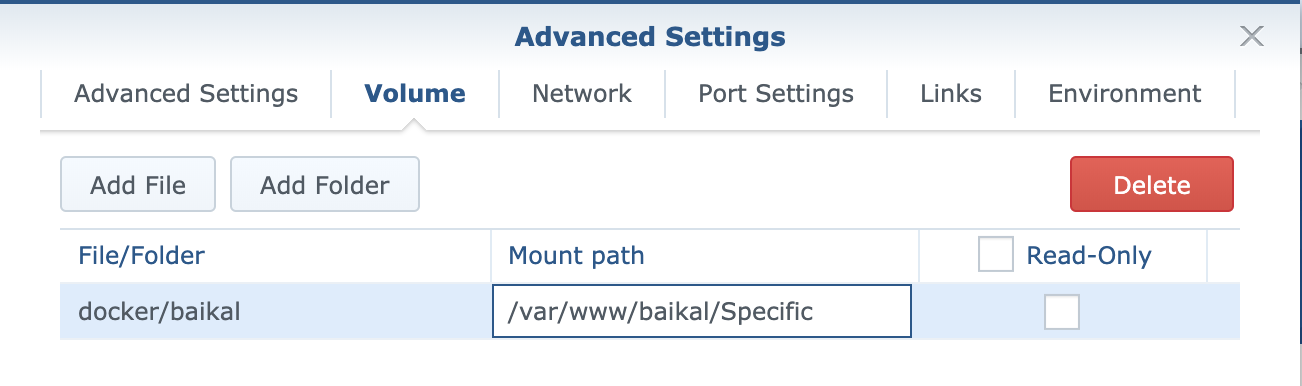 Advanced Settings
Advanced Settings Volume Network Port Settings Links Environment
Add File Add Folder Delete
File/Folder Mount path Read-Only
docker/baikal /var/www/baikal/Specific